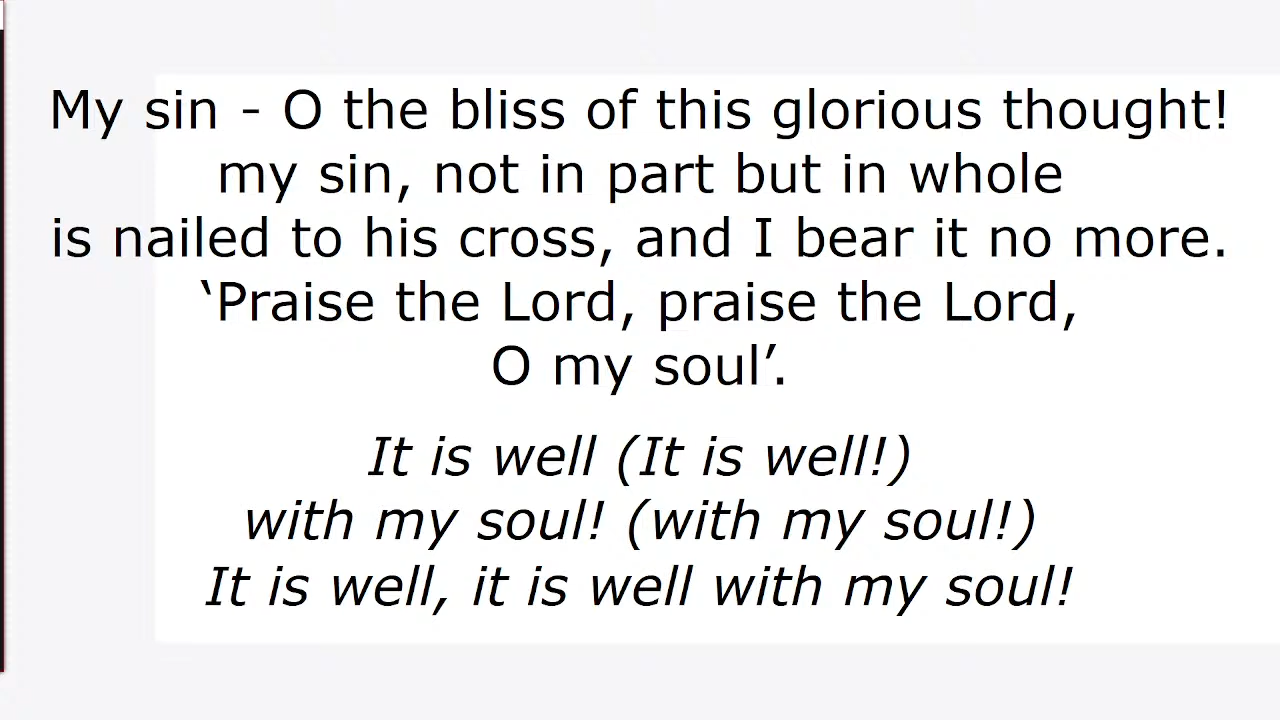 My sin - O the bliss of this glorious thought!
my sin, not in part but in whole
is nailed to his cross, and I bear it no more.
‘Praise the Lord, praise the Lord,
O my soul’.
It is well (It is well!)
with my soul! (with my soul!)
It is well, it is well with my soul!